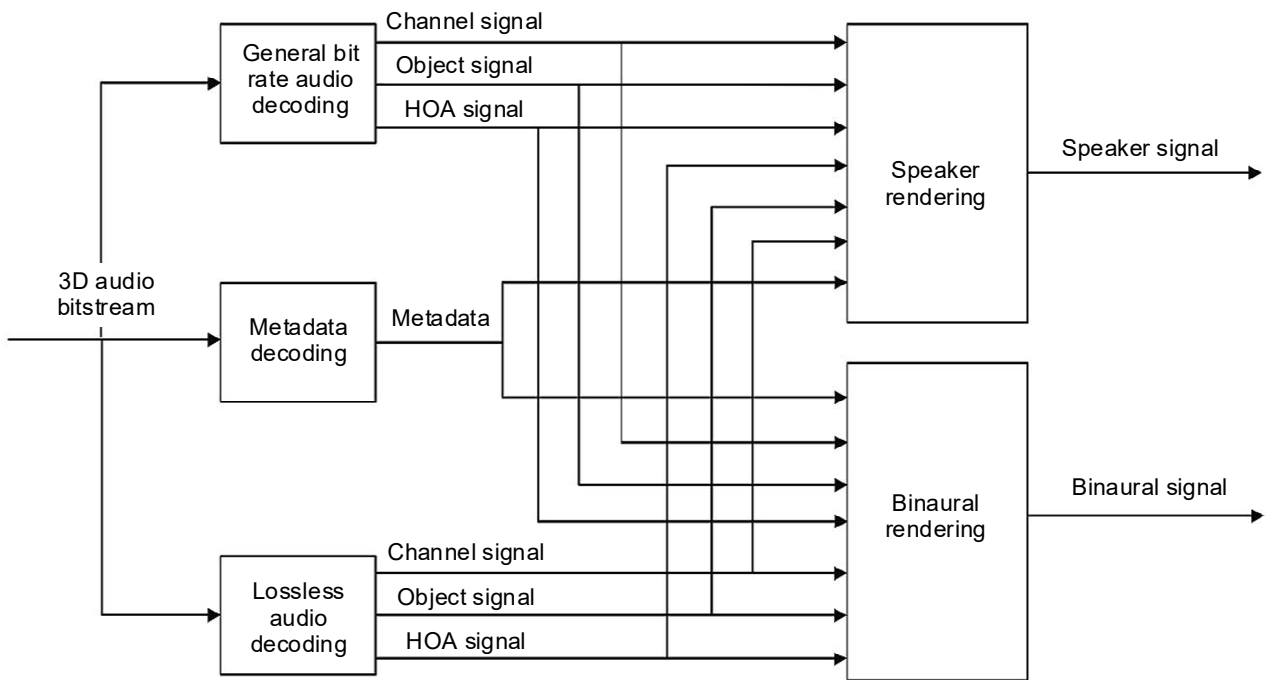 Channel signal
General bit
rate audio
decoding
Object signal
HOA signal
Speaker signal
Speaker
rendering
3D audio
bitstream
Metadata
decoding
Metadata
Binaural signal
Binaural
rendering
Channel signal
Lossless
audio
decoding
Object signal
HOA signal